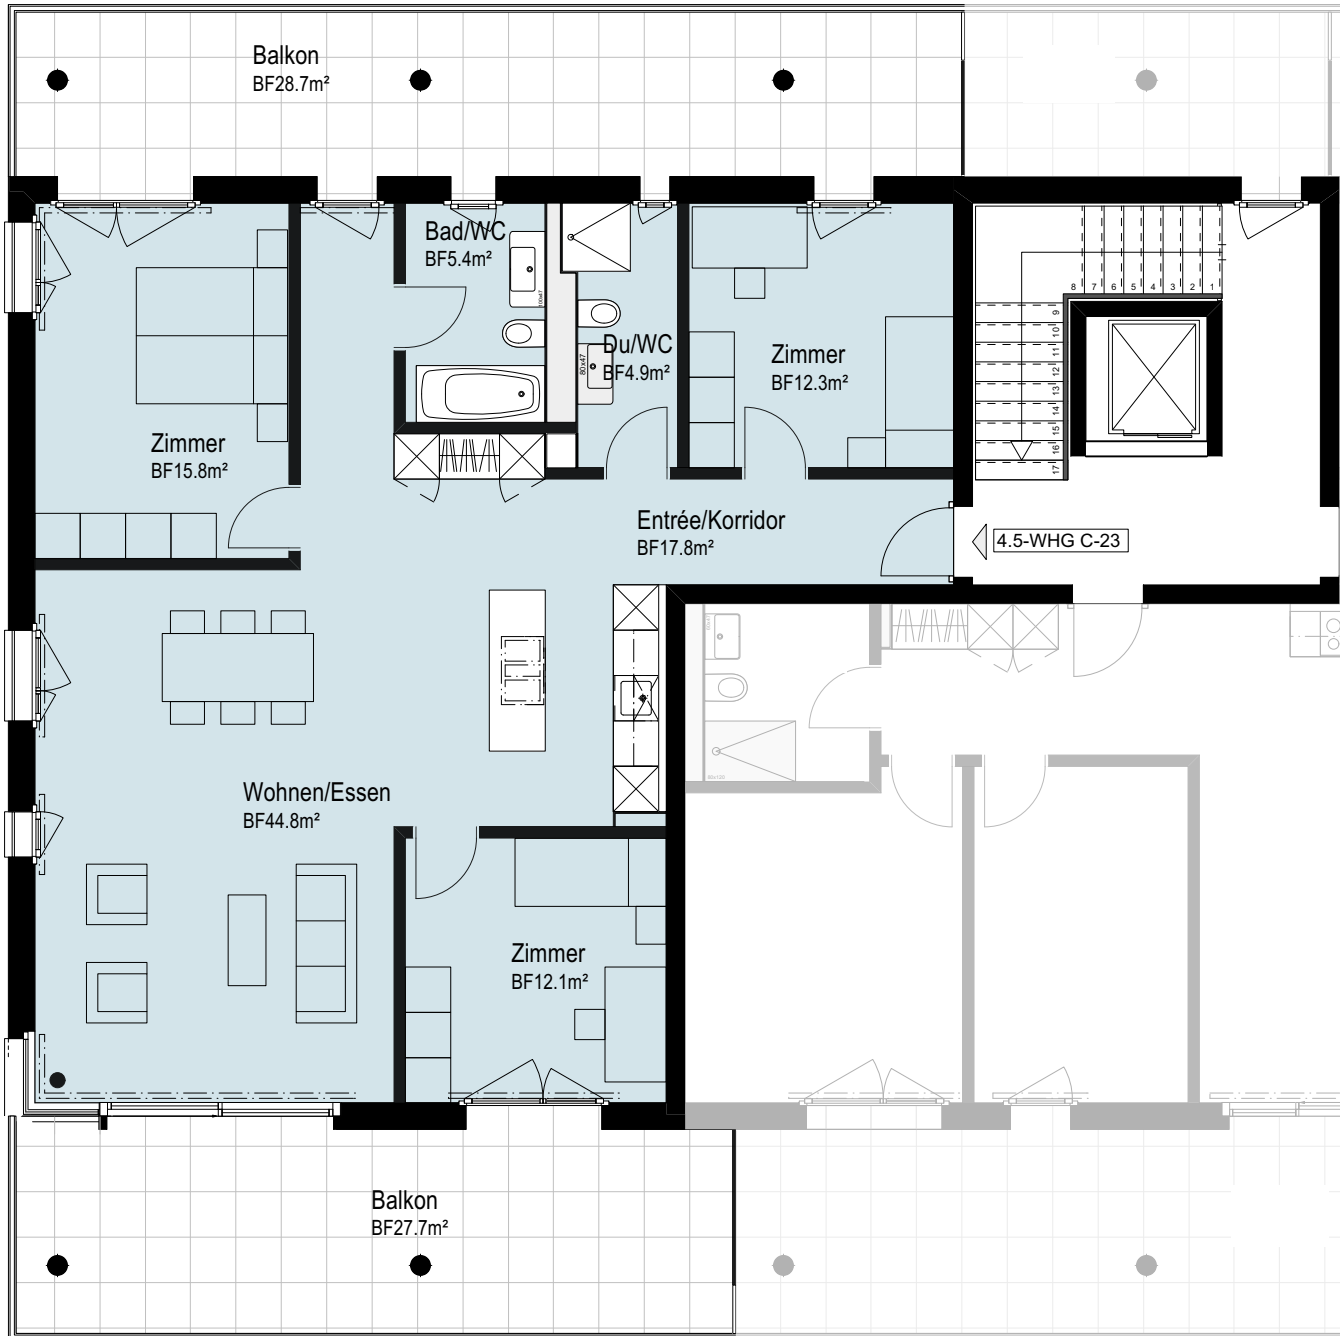 Balkon
BF28.7m²
Bad/WC
BF5.4m²
100x47
Du/WC
BF4.9m²
80x47
Zimmer
BF12.3m²
8 7 6 5 4 3 2 1
9
10
11
12
13
14
15
16
17
Zimmer
BF15.8m²
Entrée/Korridor
BF17.8m²
4.5-WHG C-23
Wohnen/Essen
BF44.8m²
Zimmer
BF12.1m²
Balkon
BF27.7m²